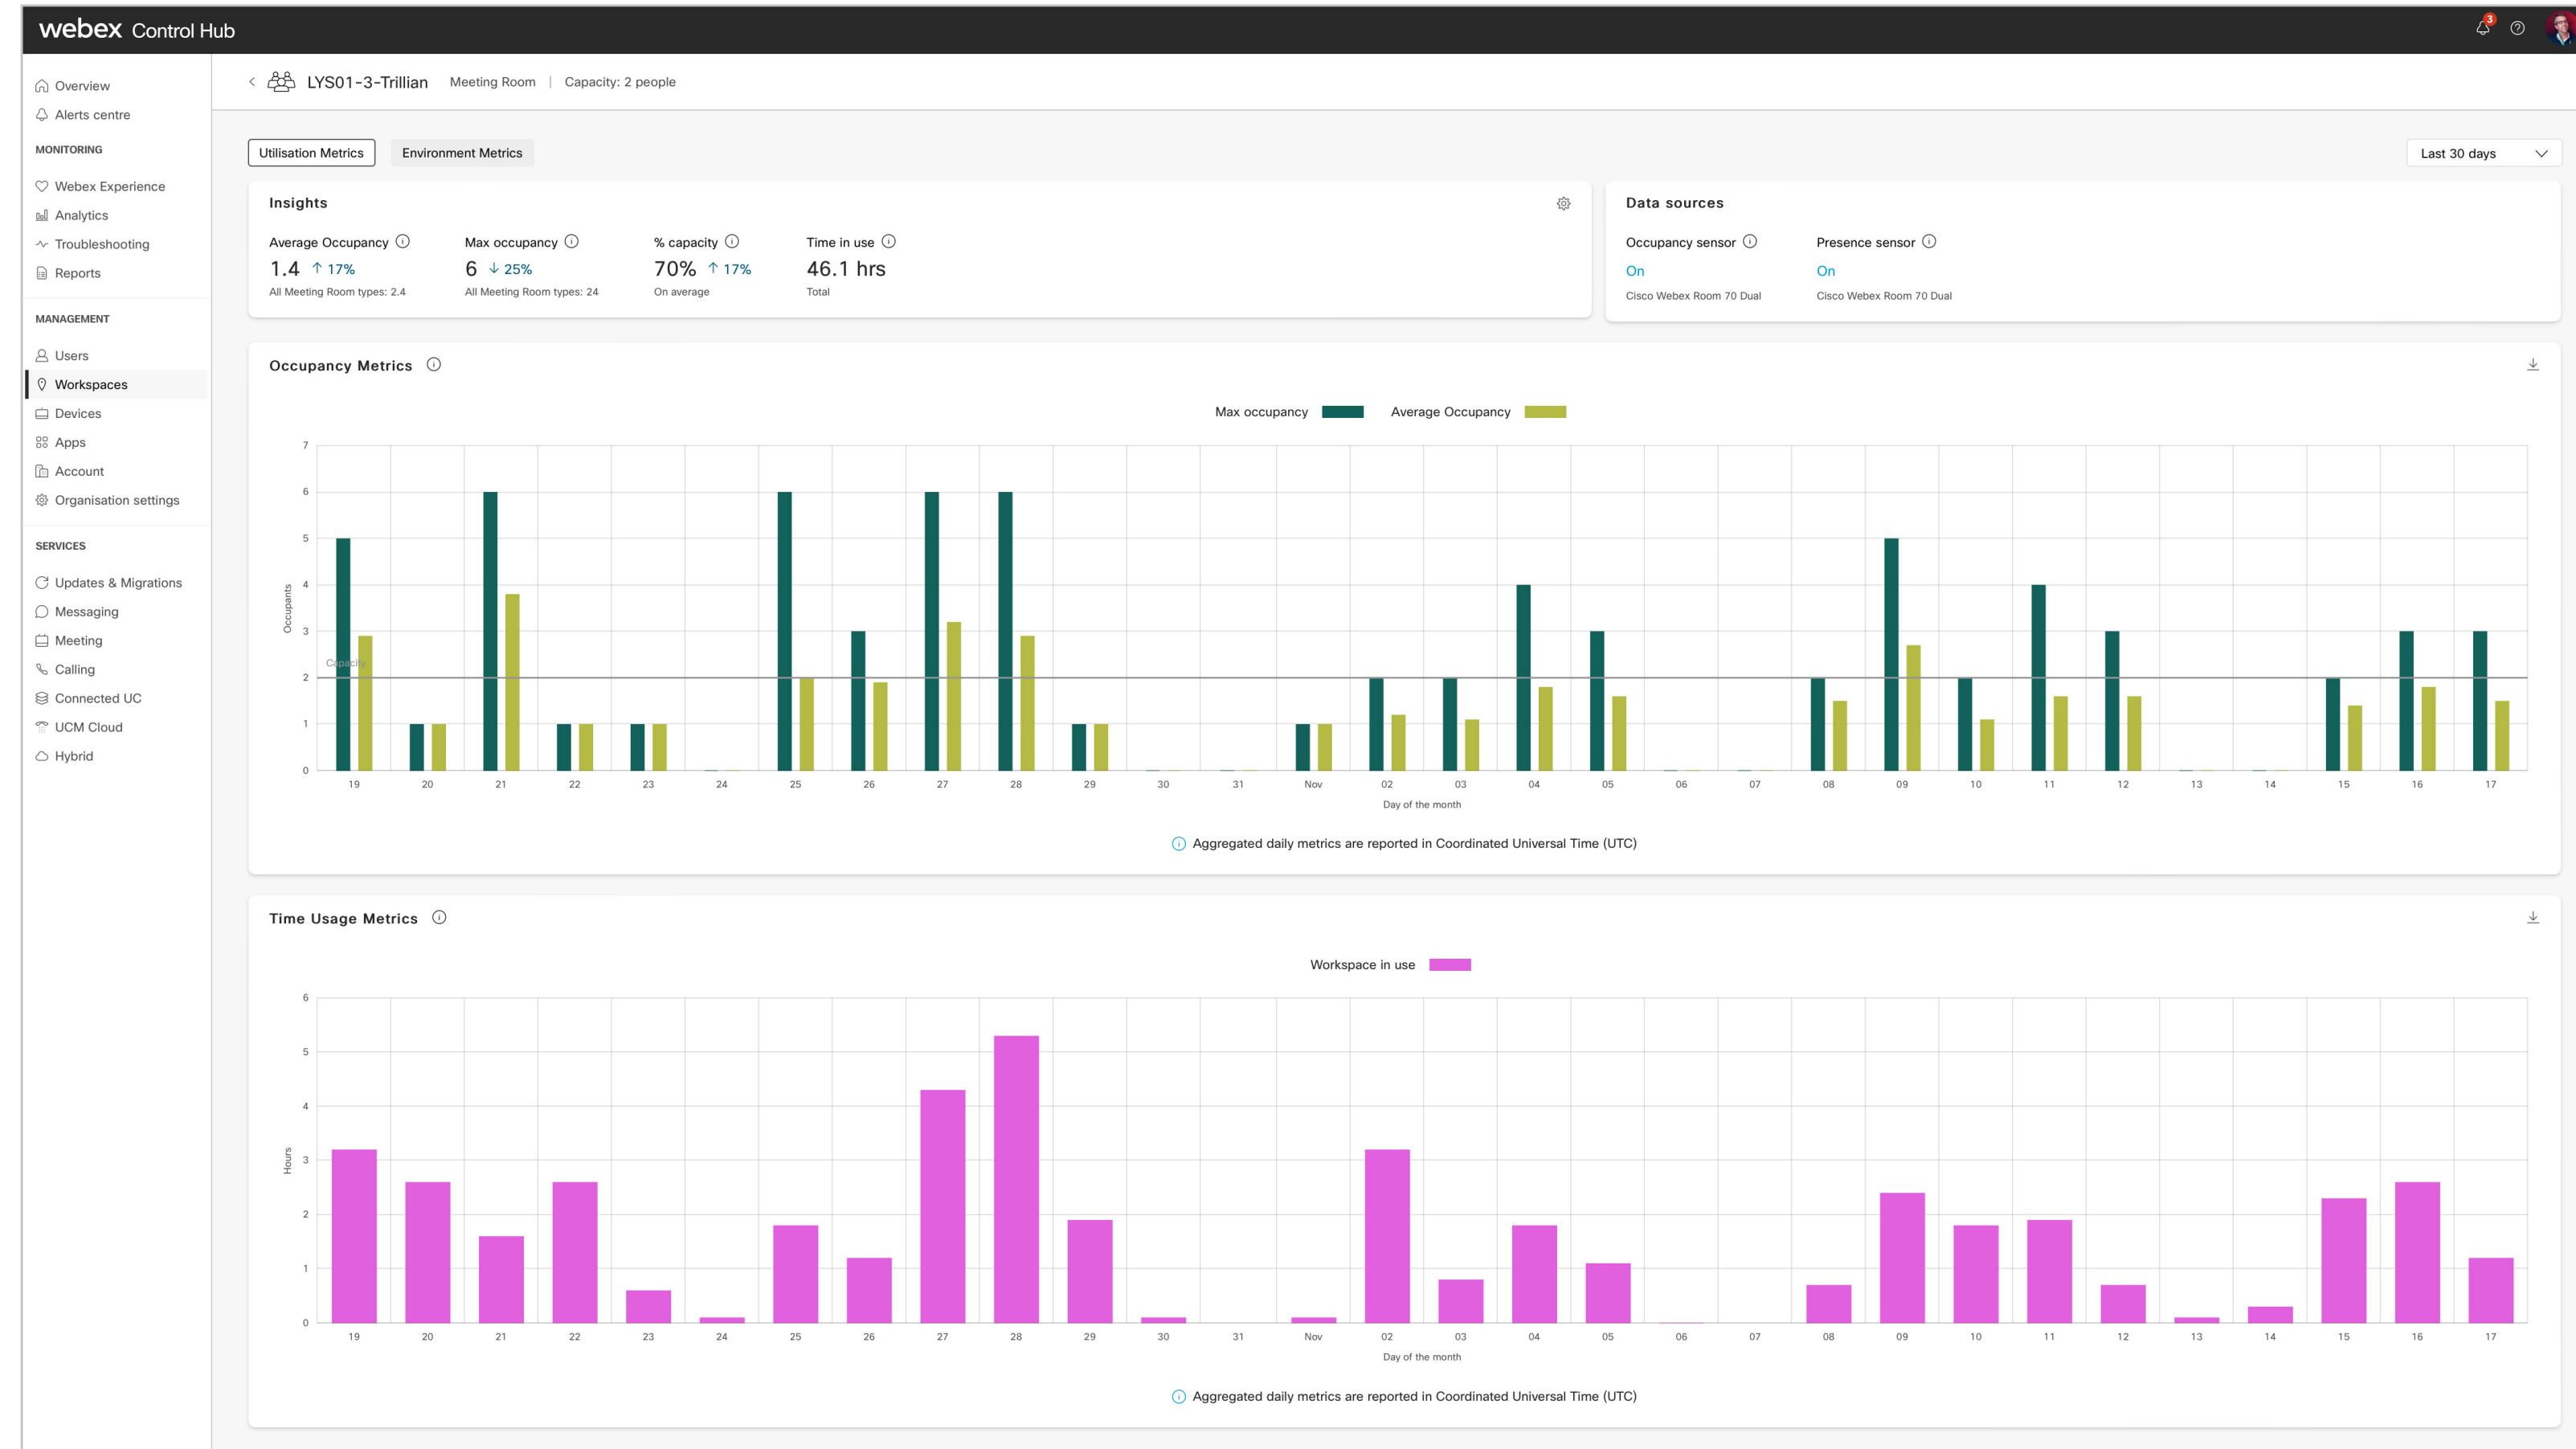 webex Control Hub
3
Overview
Alerts centre
MONITORING
Webex Experience
Analytics
Troubleshooting
Reports
MANAGEMENT
Users
Workspaces
Devices
Apps
Account
Organisation settings
SERVICES
Updates & Migrations
Messaging
Meeting
Calling
Connected UC
UCM Cloud
Hybrid
LYS01-3-Trillian Meeting Room | Capacity: 2 people
Utilisation Metrics Environment Metrics Last 30 days
Insights
Average Occupancy Max occupancy % capacity Time in use
1.4 ↑ 17% 6 ↓ 25% 70% ↑ 17% 46.1 hrs
All Meeting Room types: 2.4 All Meeting Room types: 24 On average Total
Data sources
Occupancy sensor Presence sensor
On On
Cisco Webex Room 70 Dual Cisco Webex Room 70 Dual
Occupancy Metrics
Max occupancy Average Occupancy
7
6
5
4
3
2
1
0
Occupants
Capacity
19 20 21 22 23 24 25 26 27 28 29 30 31 Nov 02 03 04 05 06 07 08 09 10 11 12 13 14 15 16 17
Day of the month
Aggregated daily metrics are reported in Coordinated Universal Time (UTC)
Time Usage Metrics
Workspace in use
6
5
4
3
2
1
0
Hours
19 20 21 22 23 24 25 26 27 28 29 30 31 Nov 02 03 04 05 06 07 08 09 10 11 12 13 14 15 16 17
Day of the month
Aggregated daily metrics are reported in Coordinated Universal Time (UTC)